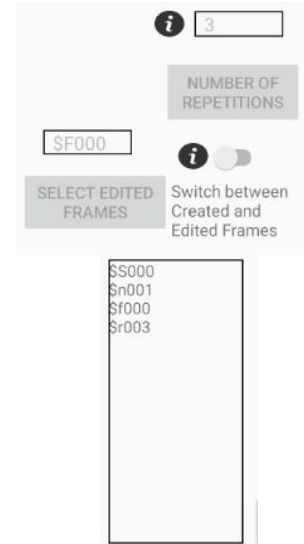 i 3
NUMBER OF
REPETITIONS
$F000
i
SELECT EDITED
FRAMES
Switch between
Created and
Edited Frames
$S000
$n001
$f000
$r003